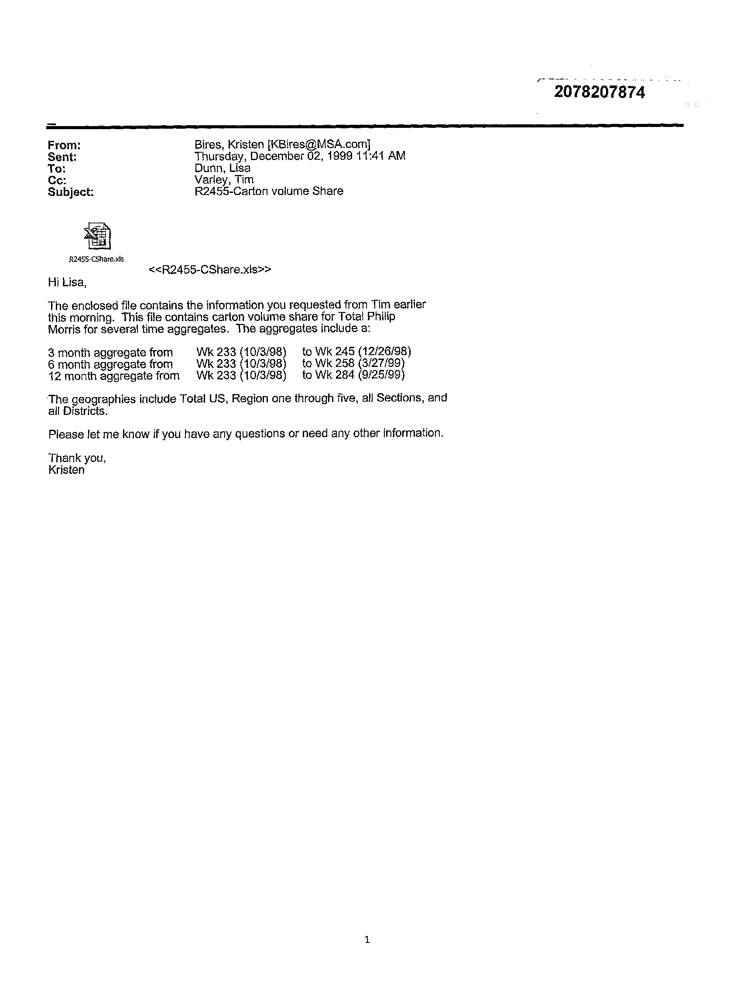 2078207874
From: Bires, Kristen [KBires@MSA.com]
Sent: Thursday, December 02, 1999 11:41 AM
To: Dunn, Lisa
Cc: Varley, Tim
Subject: R2455-Carton volume Share
R2455-CShare.xls
<<R2455-CShare.xls>>
Hi Lisa,
The enclosed file contains the information you requested from Tim earlier
this morning. This file contains carton volume share for Total Philip
Morris for several time aggregates. The aggregates include a:
3 month aggregate from Wk 233 (10/3/98) to Wk 245 (12/26/98)
6 month aggregate from Wk 233 (10/3/98) to Wk 258 (3/27/99)
12 month aggregate from Wk 233 (10/3/98) to Wk 284 (9/25/99)
The geographies include Total US, Region one through five, all Sections, and
all Districts.
Please let me know if you have any questions or need any other information.
Thank you,
Kristen
1